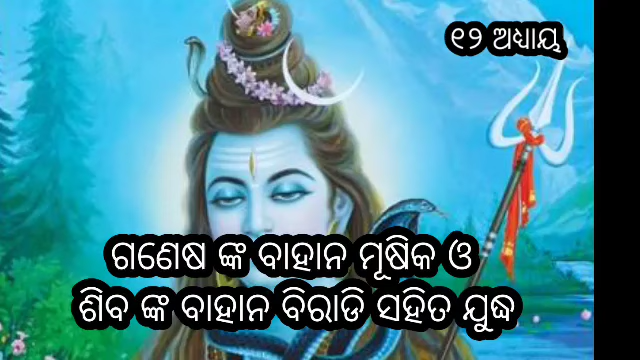 ୧୨ ଅଧ୍ୟାୟ
ଗଣେଷ ଙ୍କ ବାହାନ ମୂଷିକ ଓ
ଶିବ ଙ୍କ ବାହାନ ବିରାଡି ସହିତ ଯୁଦ୍ଧ